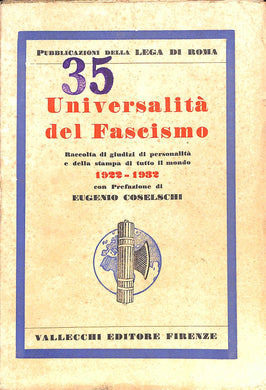 PUBBLICAZIONI DELLA LEGA DI ROMA
35
Universalità
del Fascismo
Raccolta di giudizi di personalità
e della stampa di tutto il mondo
1922-1932
con Prefazione di
EUGENIO COSELSCHI
VALLECCHI EDITORE FIRENZE